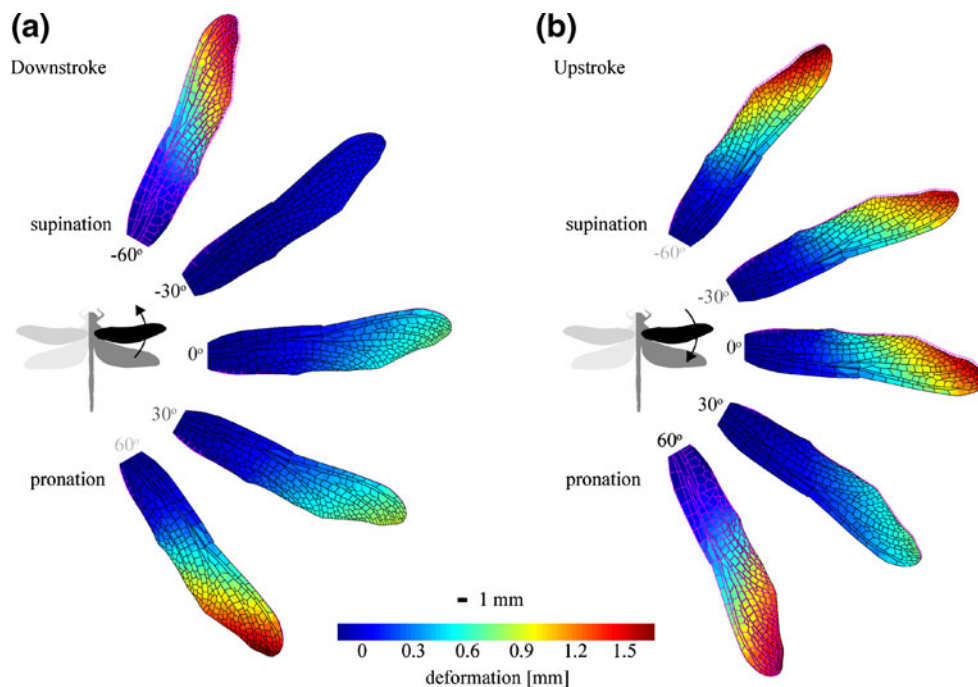 (a)
Downstroke
supination
-60°
-30°
0°
30°
60°
pronation
(b)
Upstroke
supination
-60°
-30°
0°
30°
60°
pronation
1 mm
0 0.3 0.6 0.9 1.2 1.5
deformation [mm]